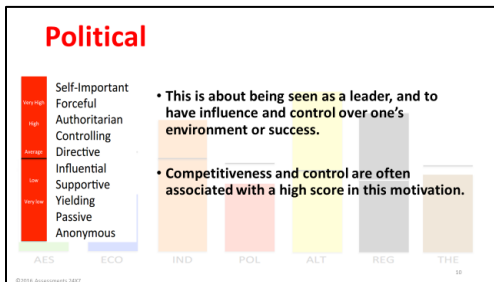 Political
Very High
High
Average
Low
Very low
Self-Important
Forceful
Authoritarian
Controlling
Directive
Influential
Supportive
Yielding
Passive
Anonymous
• This is about being seen as a leader, and to
have influence and control over one's
environment or success.
• Competitiveness and control are often
associated with a high score in this motivation.
AES ECO IND POL ALT REG THE
©2016 Assessments 24X7
10